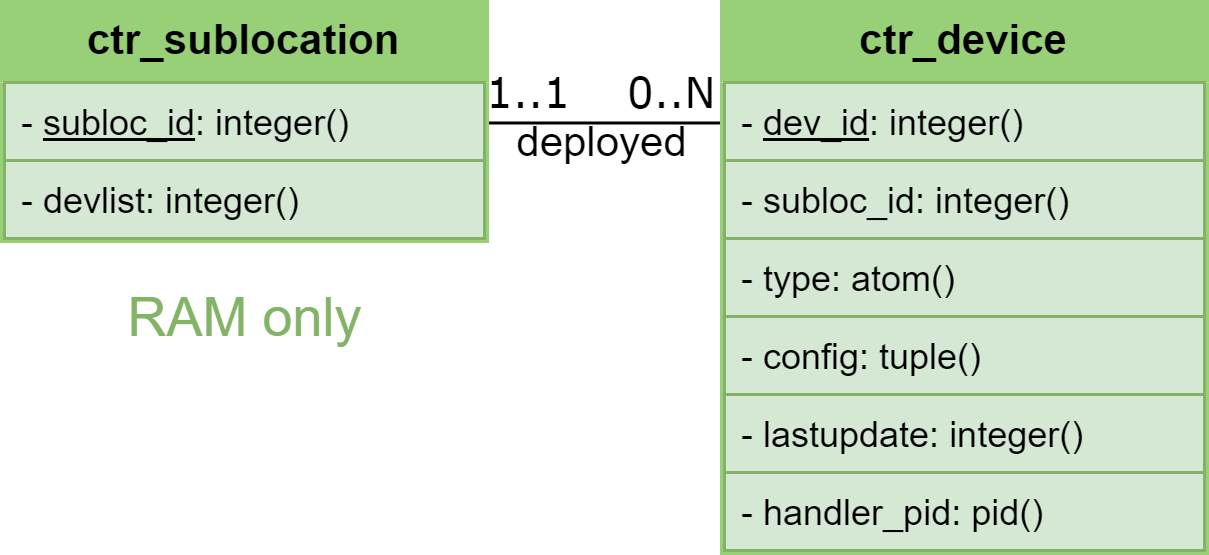 ctr_sublocation
- subloc_id: integer()
- devlist: integer()
RAM only
1..1 0..N
deployed
ctr_device
- dev_id: integer()
- subloc_id: integer()
- type: atom()
- config: tuple()
- lastupdate: integer()
- handler_pid: pid()